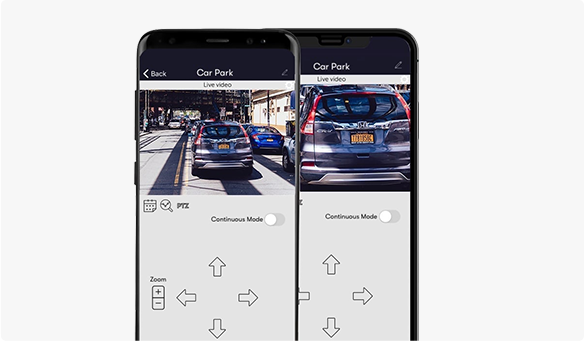 Back
Car Park
Live video
PTZ
Continuous Mode
Zoom
+
−
Car Park
Live video
Continuous Mode